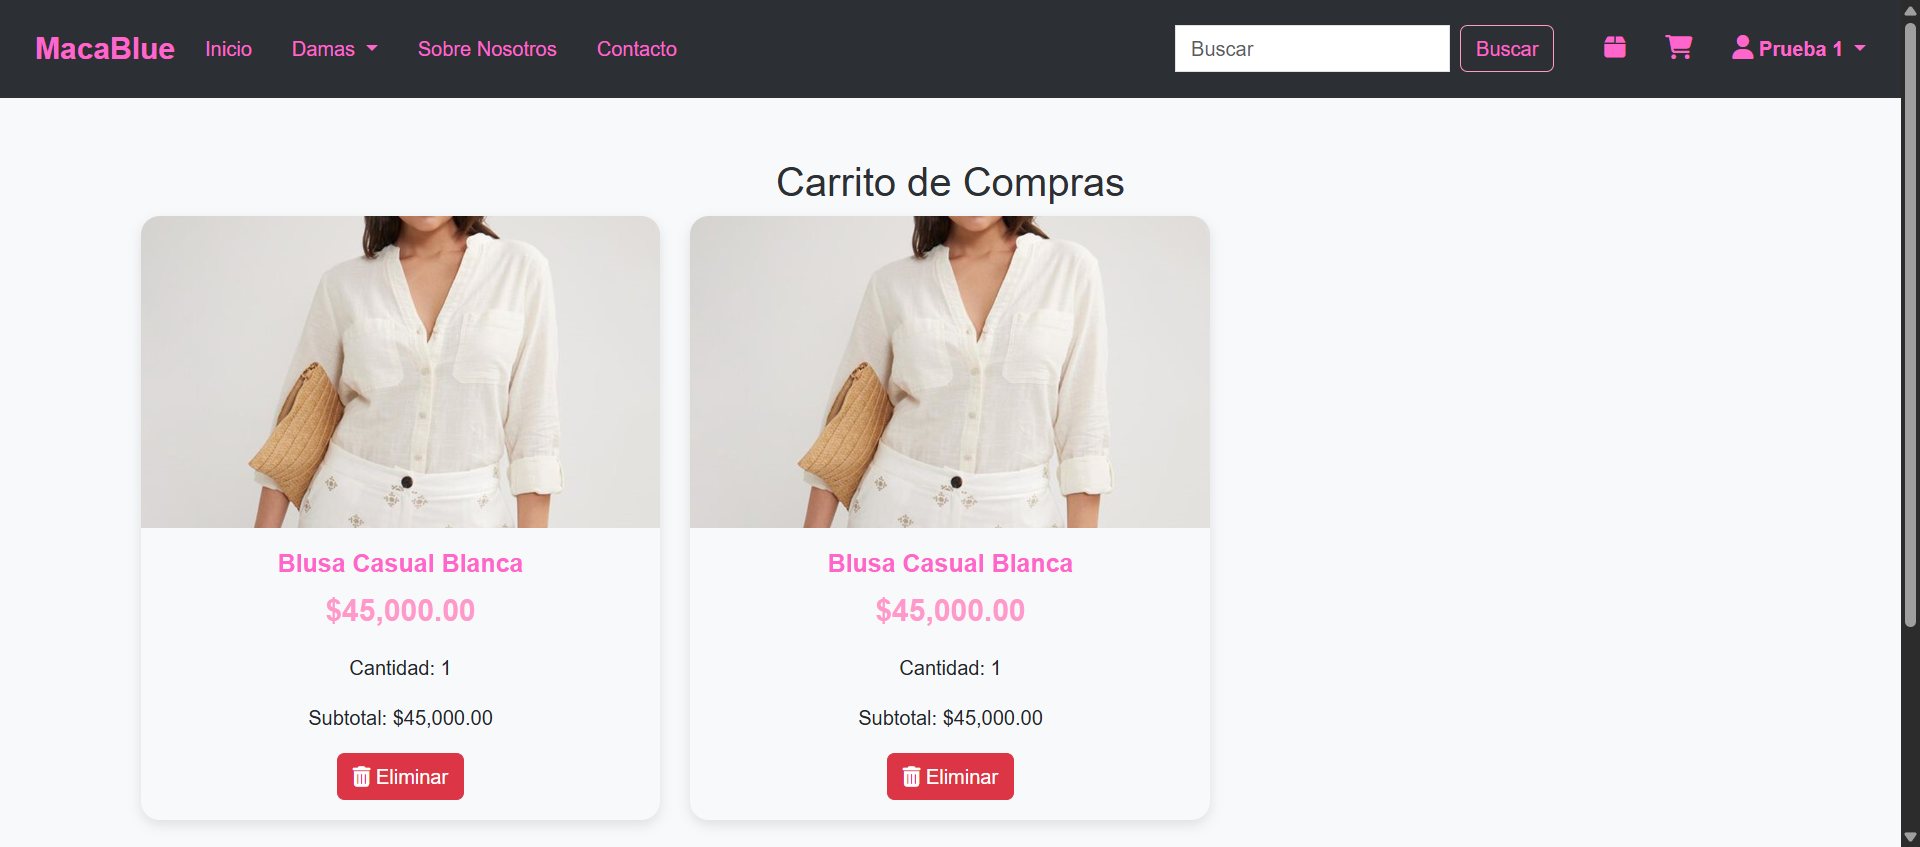 MacaBlue Inicio Damas Sobre Nosotros Contacto Buscar Buscar Prueba 1
Carrito de Compras
Blusa Casual Blanca
$45,000.00
Cantidad: 1
Subtotal: $45,000.00
Eliminar
Blusa Casual Blanca
$45,000.00
Cantidad: 1
Subtotal: $45,000.00
Eliminar